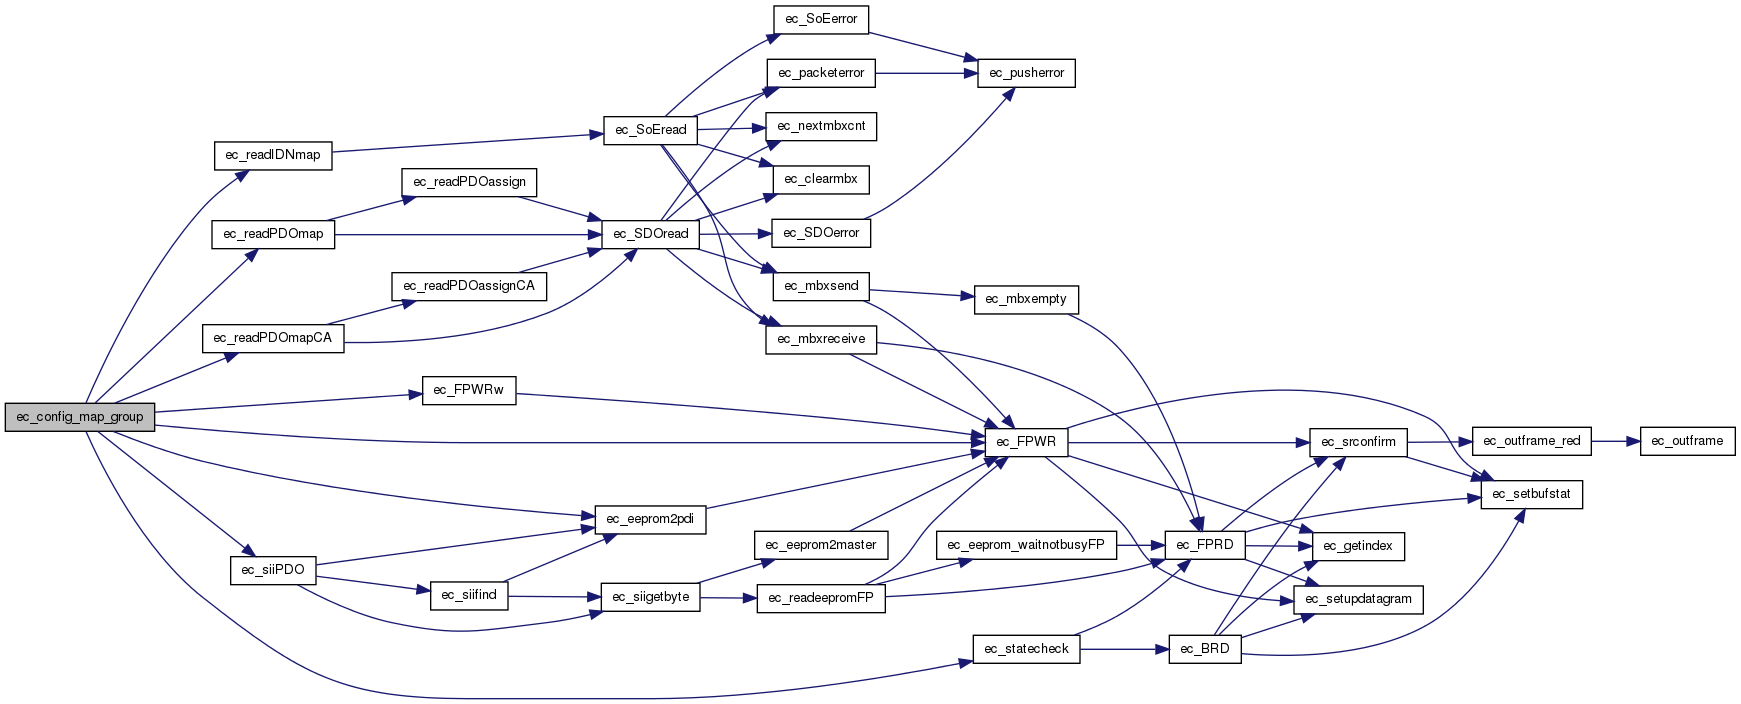 ec_SoEerror
ec_packeterror
ec_pusherror
ec_nextmbxcnt
ec_SoEread
ec_readIDNmap
ec_clearmbx
ec_readPDOassign
ec_readPDOmap
ec_SDOread
ec_SDOerror
ec_readPDOassignCA
ec_mbxsend
ec_mbxempty
ec_readPDOmapCA
ec_mbxreceive
ec_FPWRw
ec_config_map_group
ec_FPWR
ec_srconfirm
ec_outframe_red
ec_outframe
ec_setbufstat
ec_eeprom2pdi
ec_eeprom2master
ec_eeprom_waitnotbusyFP
ec_FPRD
ec_getindex
ec_siiPDO
ec_siifind
ec_siigetbyte
ec_readeepromFP
ec_setupdatagram
ec_statecheck
ec_BRD